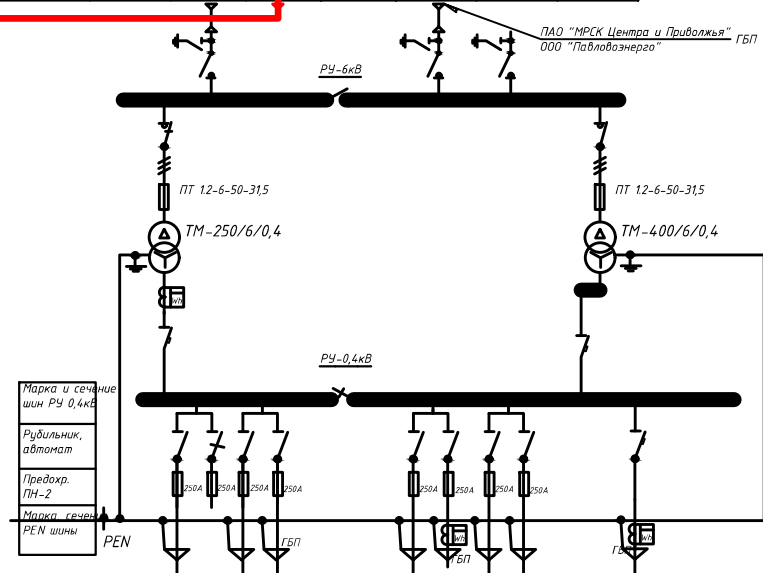 ПАО "МРСК Центра и Приволжья"
ООО "Павловоэнерго"
ГБП
РУ-6кВ
ПТ 1.2-6-50-31,5
ПТ 1.2-6-50-31,5
ТМ-250/6/0,4
ТМ-400/6/0,4
Wh
РУ-0,4кВ
Марка и сечение
шин РУ 0,4кВ
Рубильник,
автомат
Предохр.
ПН-2
250А
250А
250А
250А
250А
250А
250А
250А
Марка, сечен
PEN шины
PEN
ГБП
Wh
ГБП
Wh
ГБП